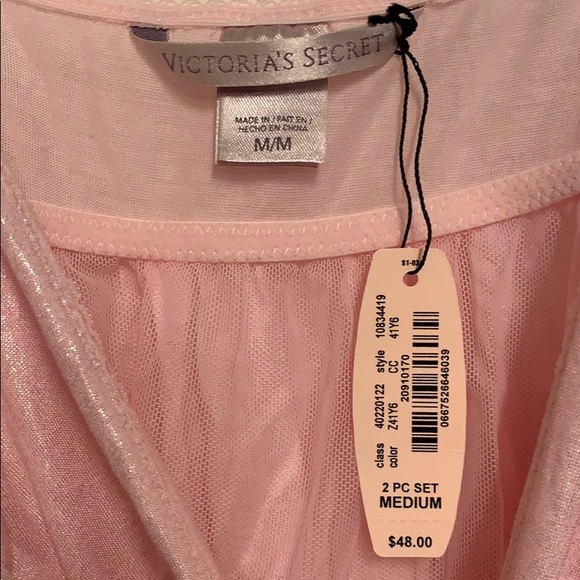 VICTORIA'S SECRET
MADE IN / FAIT EN /
HECHO EN CHINA
M/M
class 40220122 style 10834419
color Z41Y6 CC 41Y6
20910170
0667526646039
2 PC SET
MEDIUM
$48.00